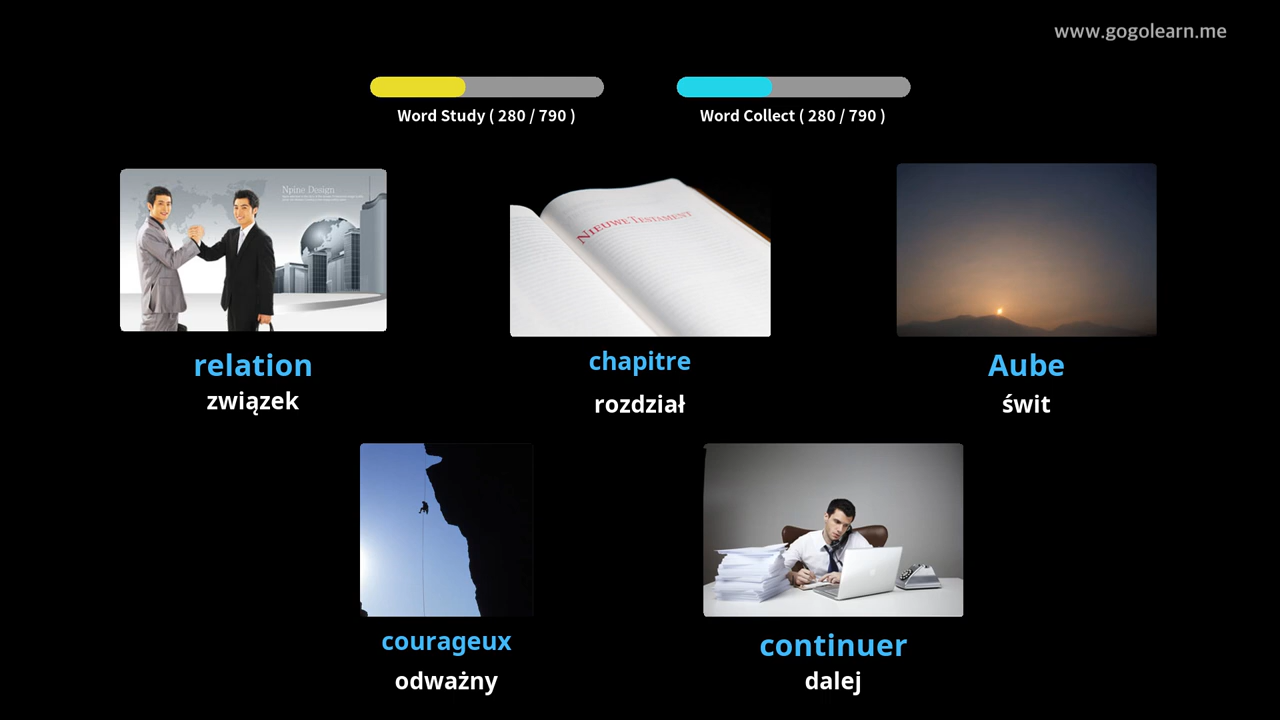 www.gogolearn.me
Word Study ( 280 / 790 )
Word Collect ( 280 / 790 )
Npine Design
NIEUWE TESTAMENT
relation
związek
chapitre
rozdział
Aube
świt
courageux
odważny
continuer
dalej